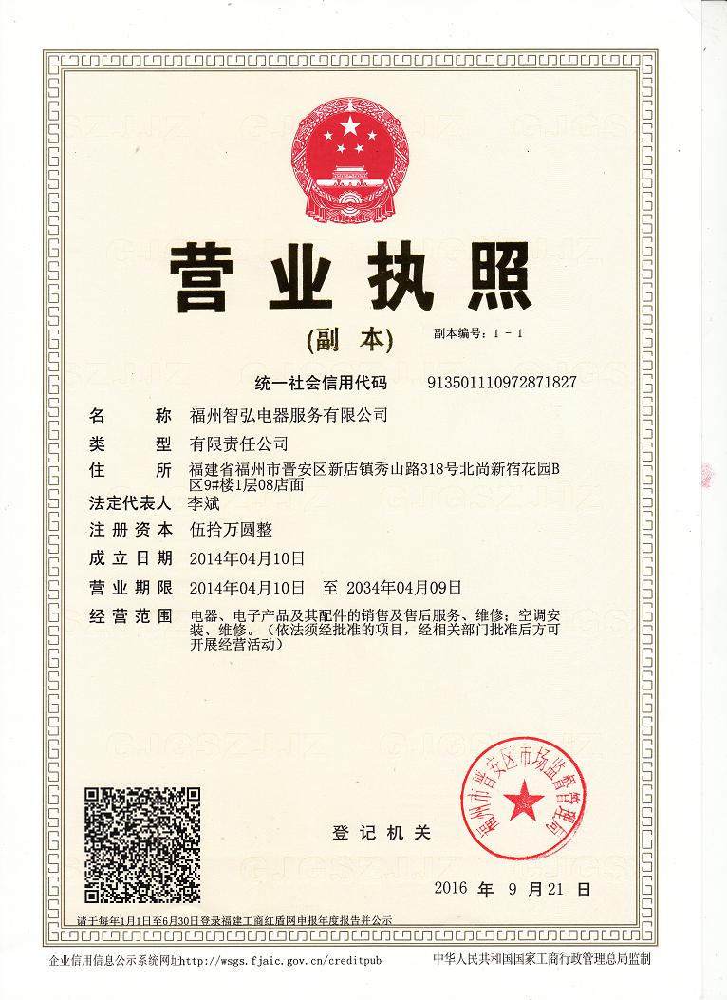 营业执照
(副 本) 副本编号：1 - 1
统一社会信用代码 913501110972871827
名 称 福州智弘电器服务有限公司
类 型 有限责任公司
住 所 福建省福州市晋安区新店镇秀山路318号北尚新宿花园B
区9#楼1层08店面
法定代表人 李斌
注册资本 伍拾万圆整
成立日期 2014年04月10日
营业期限 2014年04月10日 至 2034年04月09日
经营范围 电器、电子产品及其配件的销售及售后服务、维修；空调安
装、维修。（依法须经批准的项目，经相关部门批准后方可
开展经营活动）
福州市晋安区市场监督管理局
登记机关
2016 年 9 月 21 日
请于每年1月1日至6月30日登录福建工商红盾网申报年度报告并公示
企业信用信息公示系统网址http://wsgs.fjaic.gov.cn/creditpub 中华人民共和国国家工商行政管理总局监制